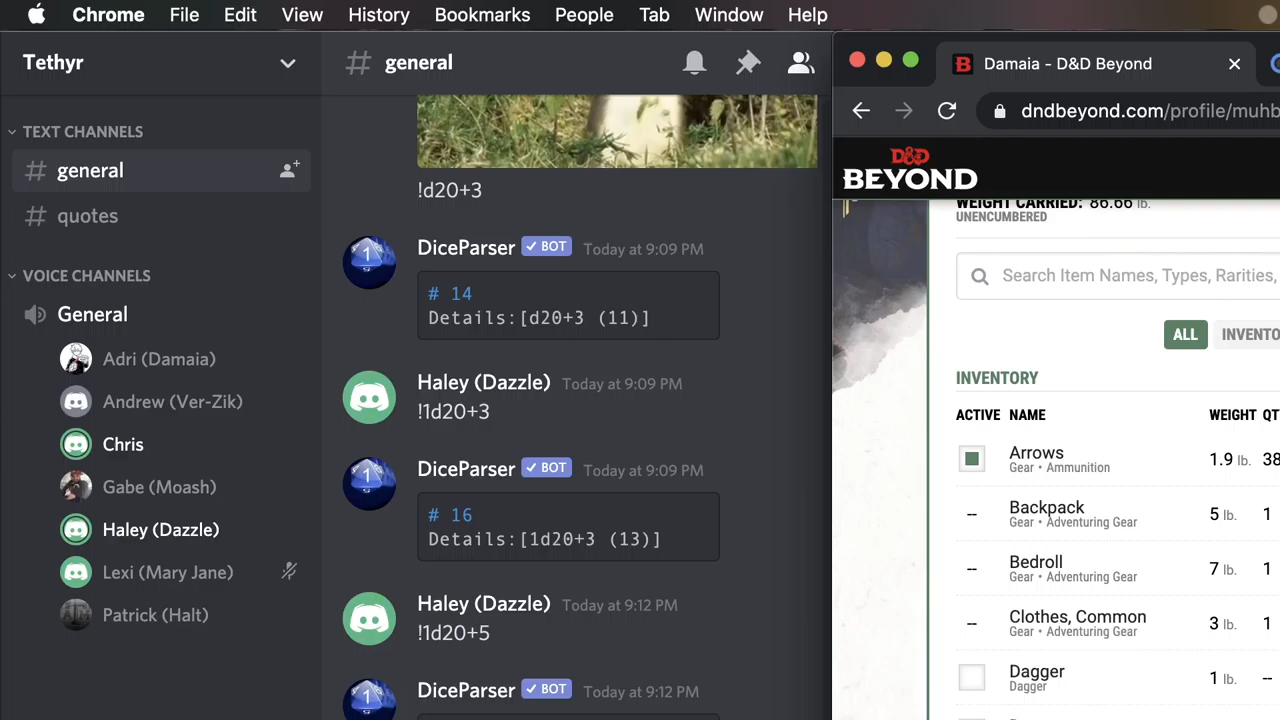 Chrome File Edit View History Bookmarks People Tab Window Help
Tethyr
TEXT CHANNELS
# general
# quotes
VOICE CHANNELS
General
Adri (Damaia)
Andrew (Ver-Zik)
Chris
Gabe (Moash)
Haley (Dazzle)
Lexi (Mary Jane)
Patrick (Halt)
# general
!d20+3
DiceParser ✓ BOT Today at 9:09 PM
# 14
Details:[d20+3 (11)]
Haley (Dazzle) Today at 9:09 PM
!1d20+3
DiceParser ✓ BOT Today at 9:09 PM
# 16
Details:[1d20+3 (13)]
Haley (Dazzle) Today at 9:12 PM
!1d20+5
DiceParser ✓ BOT Today at 9:12 PM
Damaia - D&D Beyond
dndbeyond.com/profile/muhb
D&D
BEYOND
WEIGHT CARRIED: 86.66 lb.
UNENCUMBERED
Search Item Names, Types, Rarities,
ALL INVENTO
INVENTORY
ACTIVE NAME WEIGHT QT
Arrows 1.9 lb. 38
Gear • Ammunition
-- Backpack 5 lb. 1
Gear • Adventuring Gear
-- Bedroll 7 lb. 1
Gear • Adventuring Gear
-- Clothes, Common 3 lb. 1
Gear • Adventuring Gear
Dagger 1 lb. --
Dagger